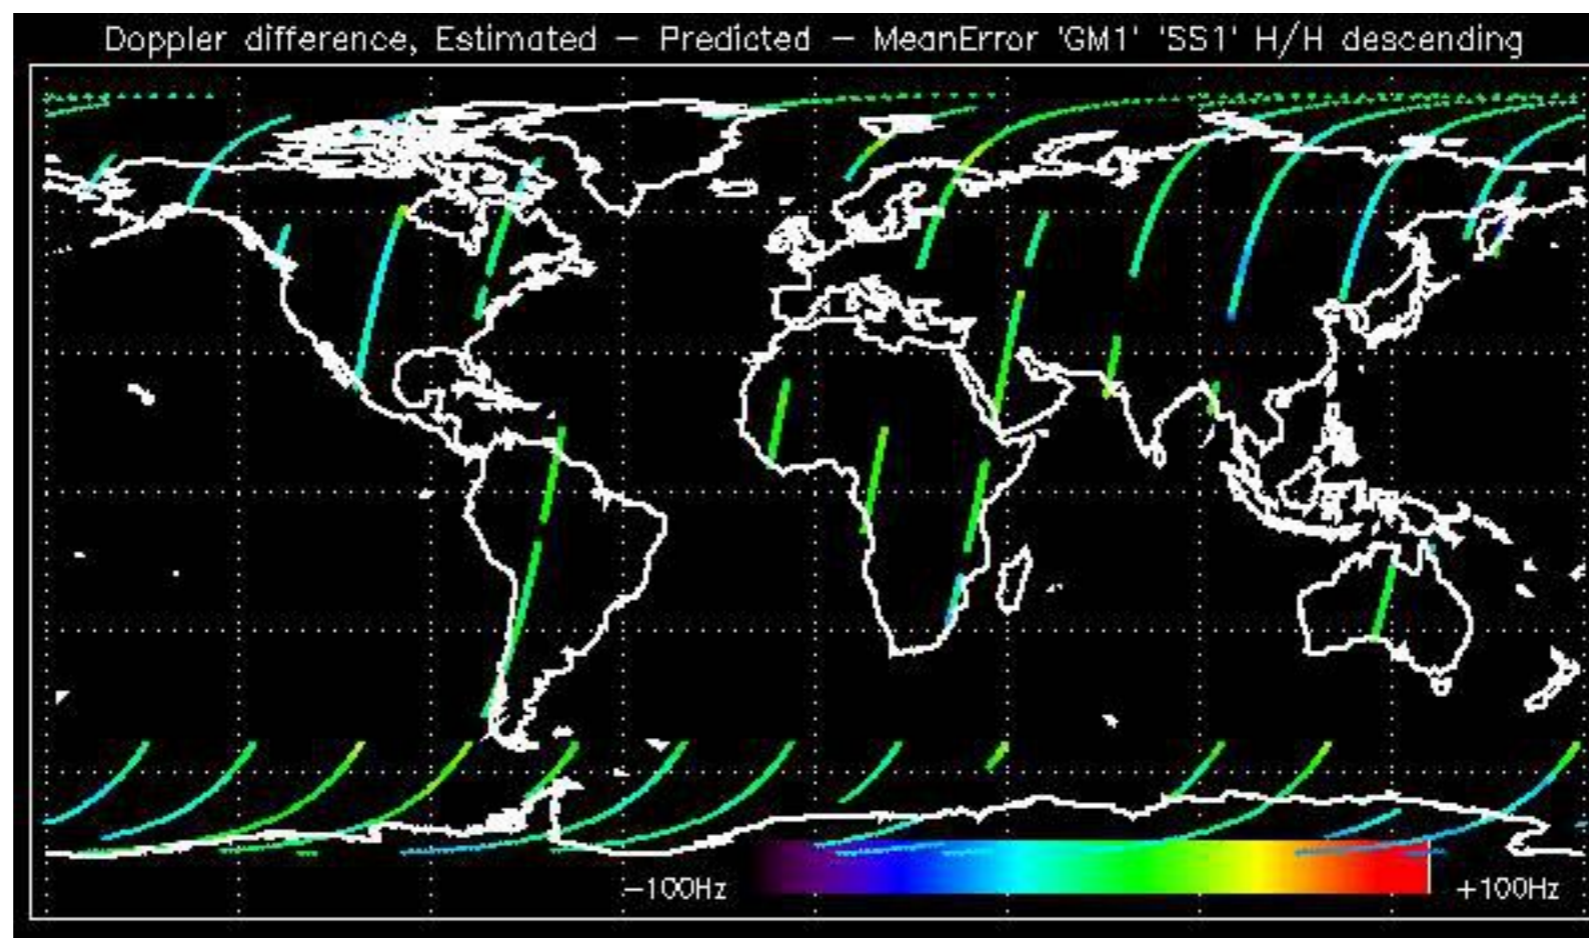 Doppler difference, Estimated – Predicted – MeanError 'GM1' 'SS1' H/H descending
−100Hz +100Hz